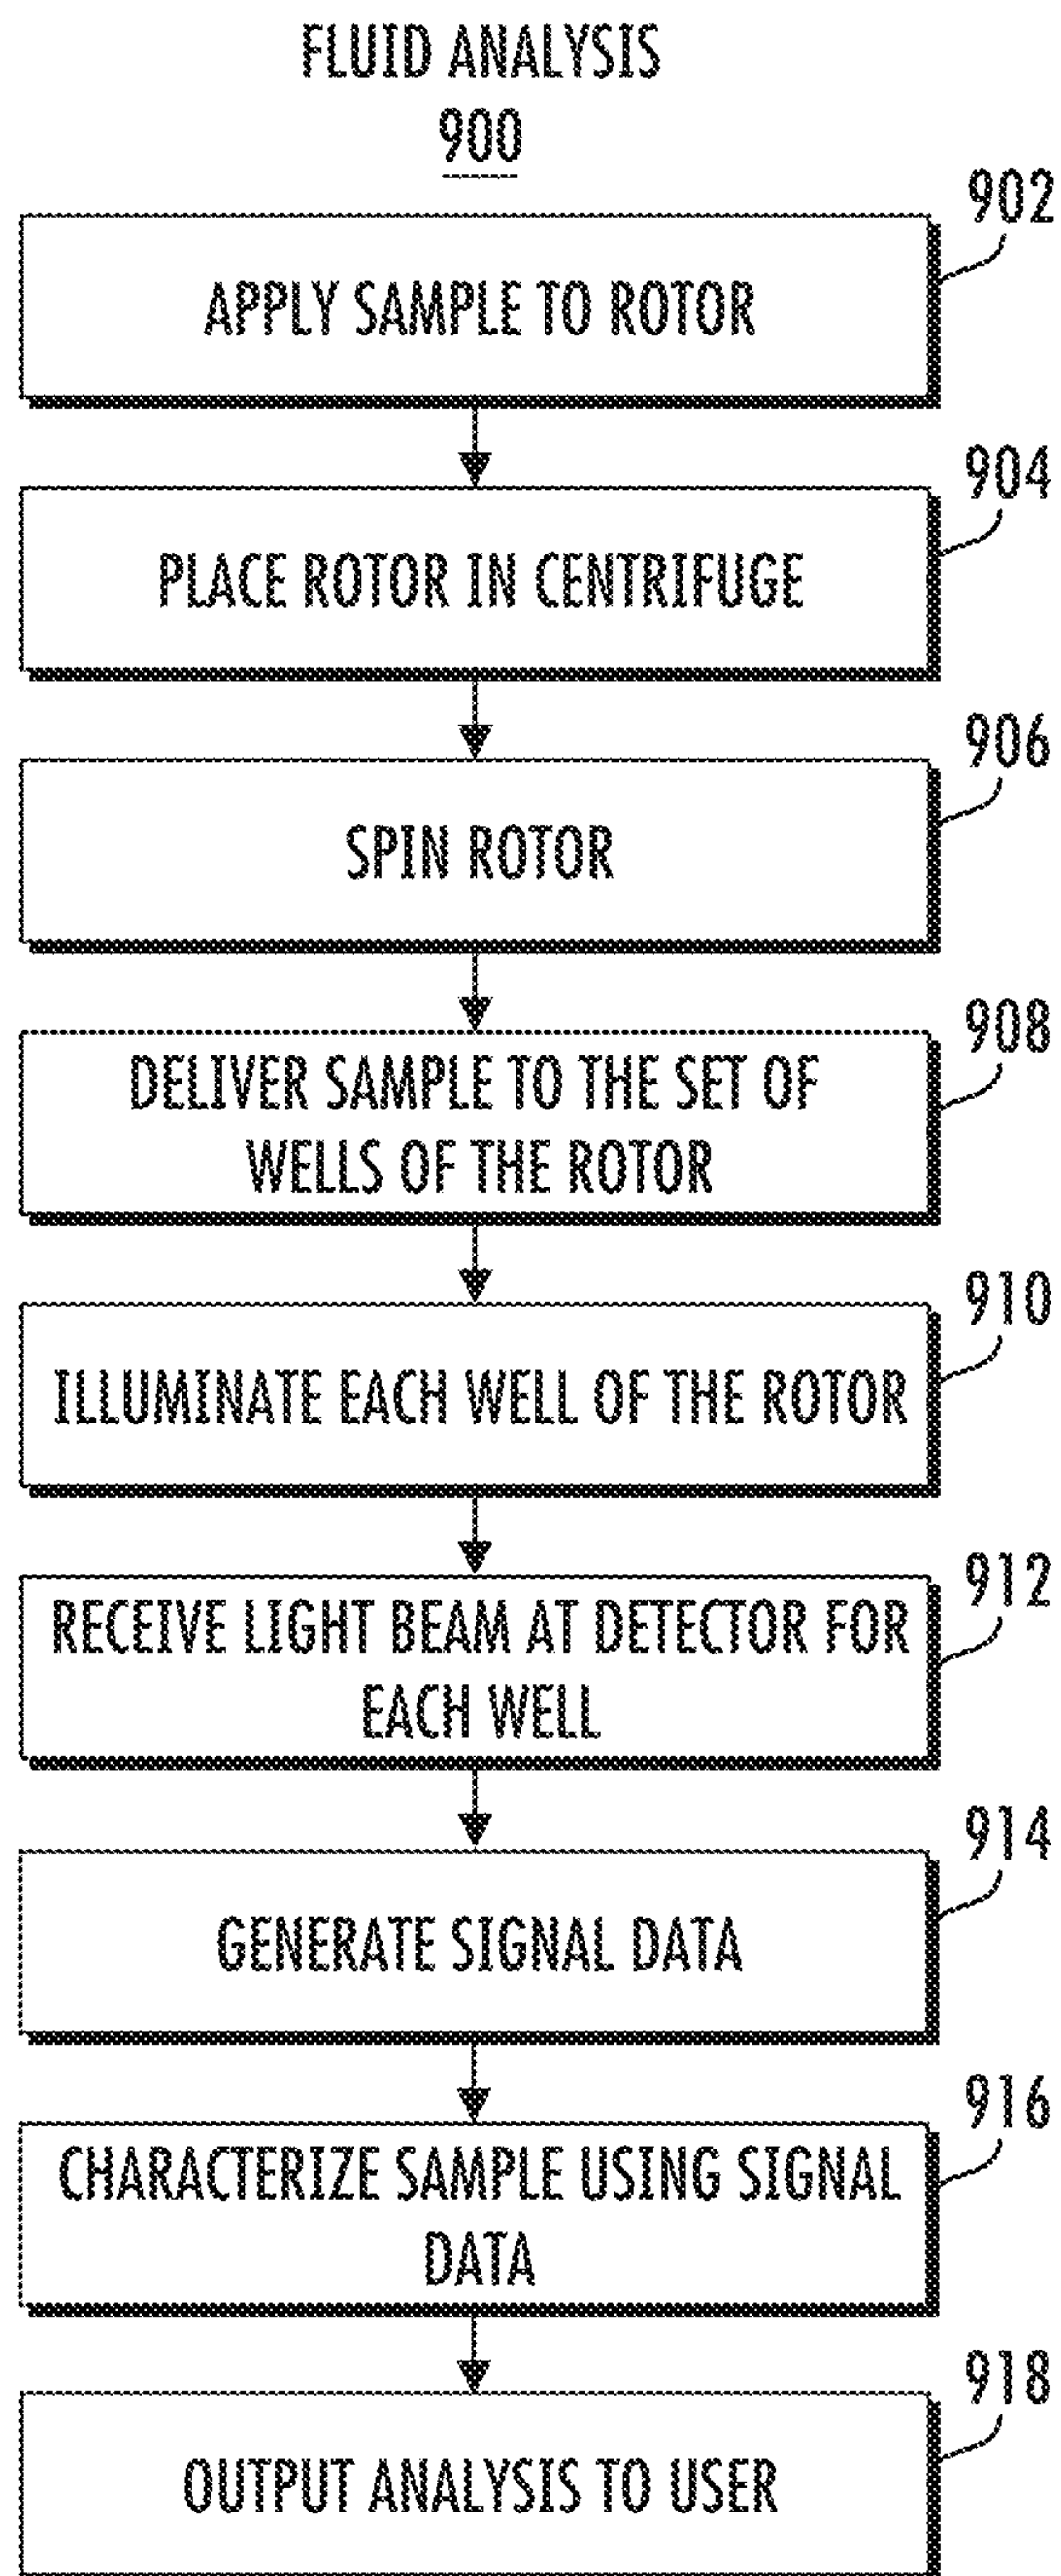 FLUID ANALYSIS
900
902
APPLY SAMPLE TO ROTOR
904
PLACE ROTOR IN CENTRIFUGE
906
SPIN ROTOR
908
DELIVER SAMPLE TO THE SET OF
WELLS OF THE ROTOR
910
ILLUMINATE EACH WELL OF THE ROTOR
912
RECEIVE LIGHT BEAM AT DETECTOR FOR
EACH WELL
914
GENERATE SIGNAL DATA
916
CHARACTERIZE SAMPLE USING SIGNAL
DATA
918
OUTPUT ANALYSIS TO USER